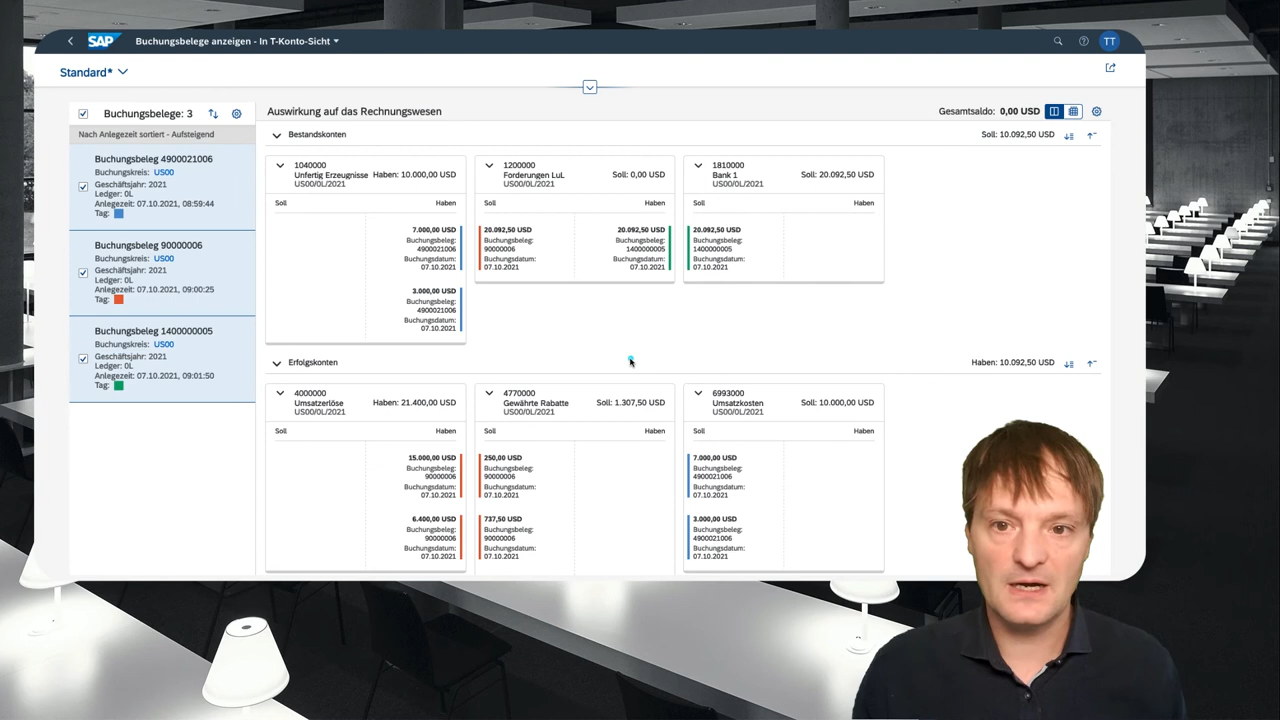 SAP Buchungsbelege anzeigen - In T-Konto-Sicht TT
Standard*
Buchungsbelege: 3
Nach Anlegezeit sortiert - Aufsteigend
Buchungsbeleg 4900021006
Buchungskreis: US00
Geschäftsjahr: 2021
Ledger: 0L
Anlegezeit: 07.10.2021, 08:59:44
Tag:
Buchungsbeleg 90000006
Buchungskreis: US00
Geschäftsjahr: 2021
Ledger: 0L
Anlegezeit: 07.10.2021, 09:00:25
Tag:
Buchungsbeleg 1400000005
Buchungskreis: US00
Geschäftsjahr: 2021
Ledger: 0L
Anlegezeit: 07.10.2021, 09:01:50
Tag:
Auswirkung auf das Rechnungswesen
Gesamtsaldo: 0,00 USD
Bestandskonten
Soll: 10.092,50 USD
1040000
Unfertig Erzeugnisse Haben: 10.000,00 USD
US00/0L/2021
Soll Haben
7.000,00 USD
Buchungsbeleg:
4900021006
Buchungsdatum:
07.10.2021
3.000,00 USD
Buchungsbeleg:
4900021006
Buchungsdatum:
07.10.2021
1200000
Forderungen LuL Soll: 0,00 USD
US00/0L/2021
Soll Haben
20.092,50 USD
Buchungsbeleg:
90000006
Buchungsdatum:
07.10.2021
20.092,50 USD
Buchungsbeleg:
1400000005
Buchungsdatum:
07.10.2021
1810000
Bank 1 Soll: 20.092,50 USD
US00/0L/2021
Soll Haben
20.092,50 USD
Buchungsbeleg:
1400000005
Buchungsdatum:
07.10.2021
Erfolgskonten
Haben: 10.092,50 USD
4000000
Umsatzerlöse Haben: 21.400,00 USD
US00/0L/2021
Soll Haben
15.000,00 USD
Buchungsbeleg:
90000006
Buchungsdatum:
07.10.2021
6.400,00 USD
Buchungsbeleg:
90000006
Buchungsdatum:
07.10.2021
4770000
Gewährte Rabatte Soll: 1.307,50 USD
US00/0L/2021
Soll Haben
250,00 USD
Buchungsbeleg:
90000006
Buchungsdatum:
07.10.2021
737,50 USD
Buchungsbeleg:
90000006
Buchungsdatum:
07.10.2021
6993000
Umsatzkosten Soll: 10.000,00 USD
US00/0L/2021
Soll Haben
7.000,00 USD
Buchungsbeleg:
4900021006
Buchungsdatum:
07.10.2021
3.000,00 USD
Buchungsbeleg:
4900021006
Buchungsdatum:
07.10.2021